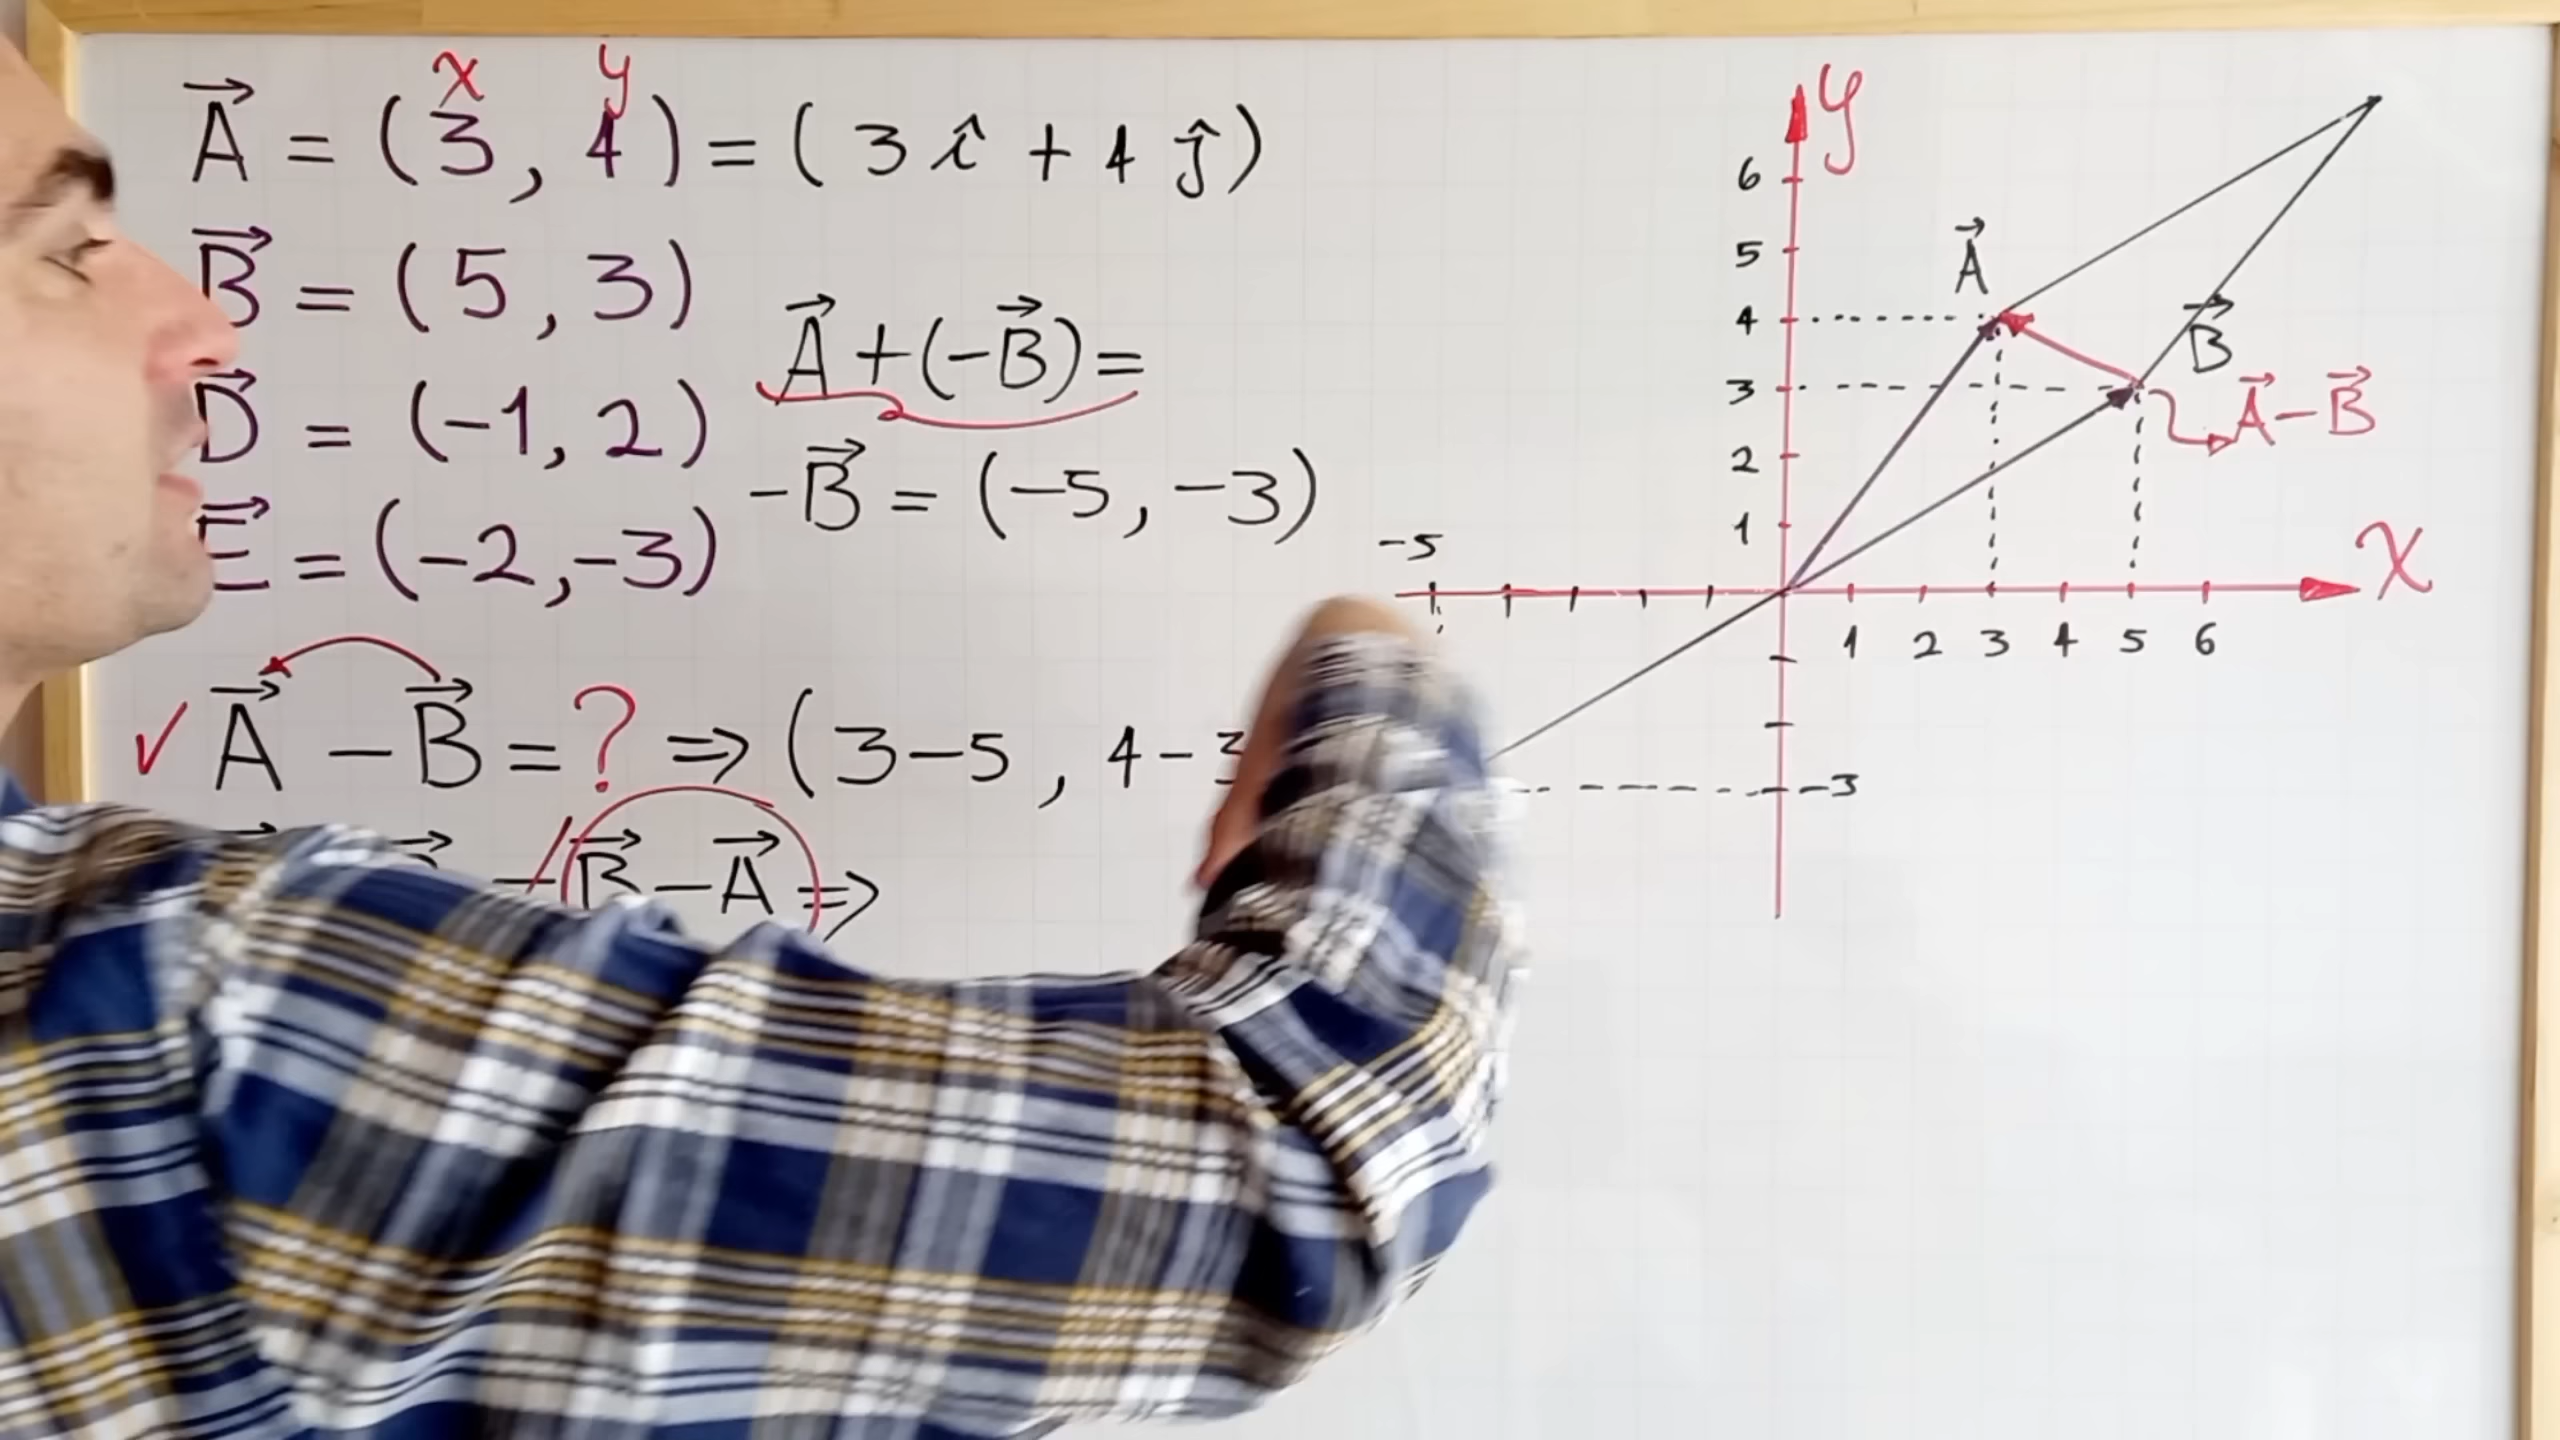 x y
A⃗ = (3, 4) = (3 î + 4 ĵ)
B⃗ = (5, 3)
D⃗ = (-1, 2)
E⃗ = (-2, -3)
A⃗ + (-B⃗) =
-B⃗ = (-5, -3)
✓ A⃗ - B⃗ = ? ⇒ (3-5, 4-3
- B⃗ - A⃗ ⇒
y
6
5
4
3
2
1
A⃗
B⃗
A⃗ - B⃗
-5
x
1 2 3 4 5 6
-3